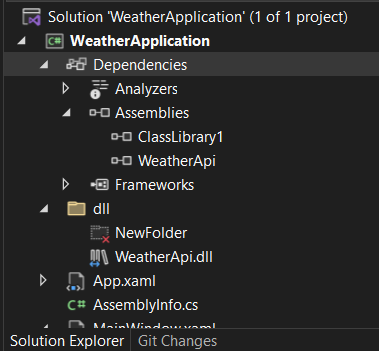 Solution 'WeatherApplication' (1 of 1 project)
WeatherApplication
Dependencies
Analyzers
Assemblies
ClassLibrary1
WeatherApi
Frameworks
dll
NewFolder
WeatherApi.dll
App.xaml
AssemblyInfo.cs
MainWindow.xaml
Solution Explorer Git Changes